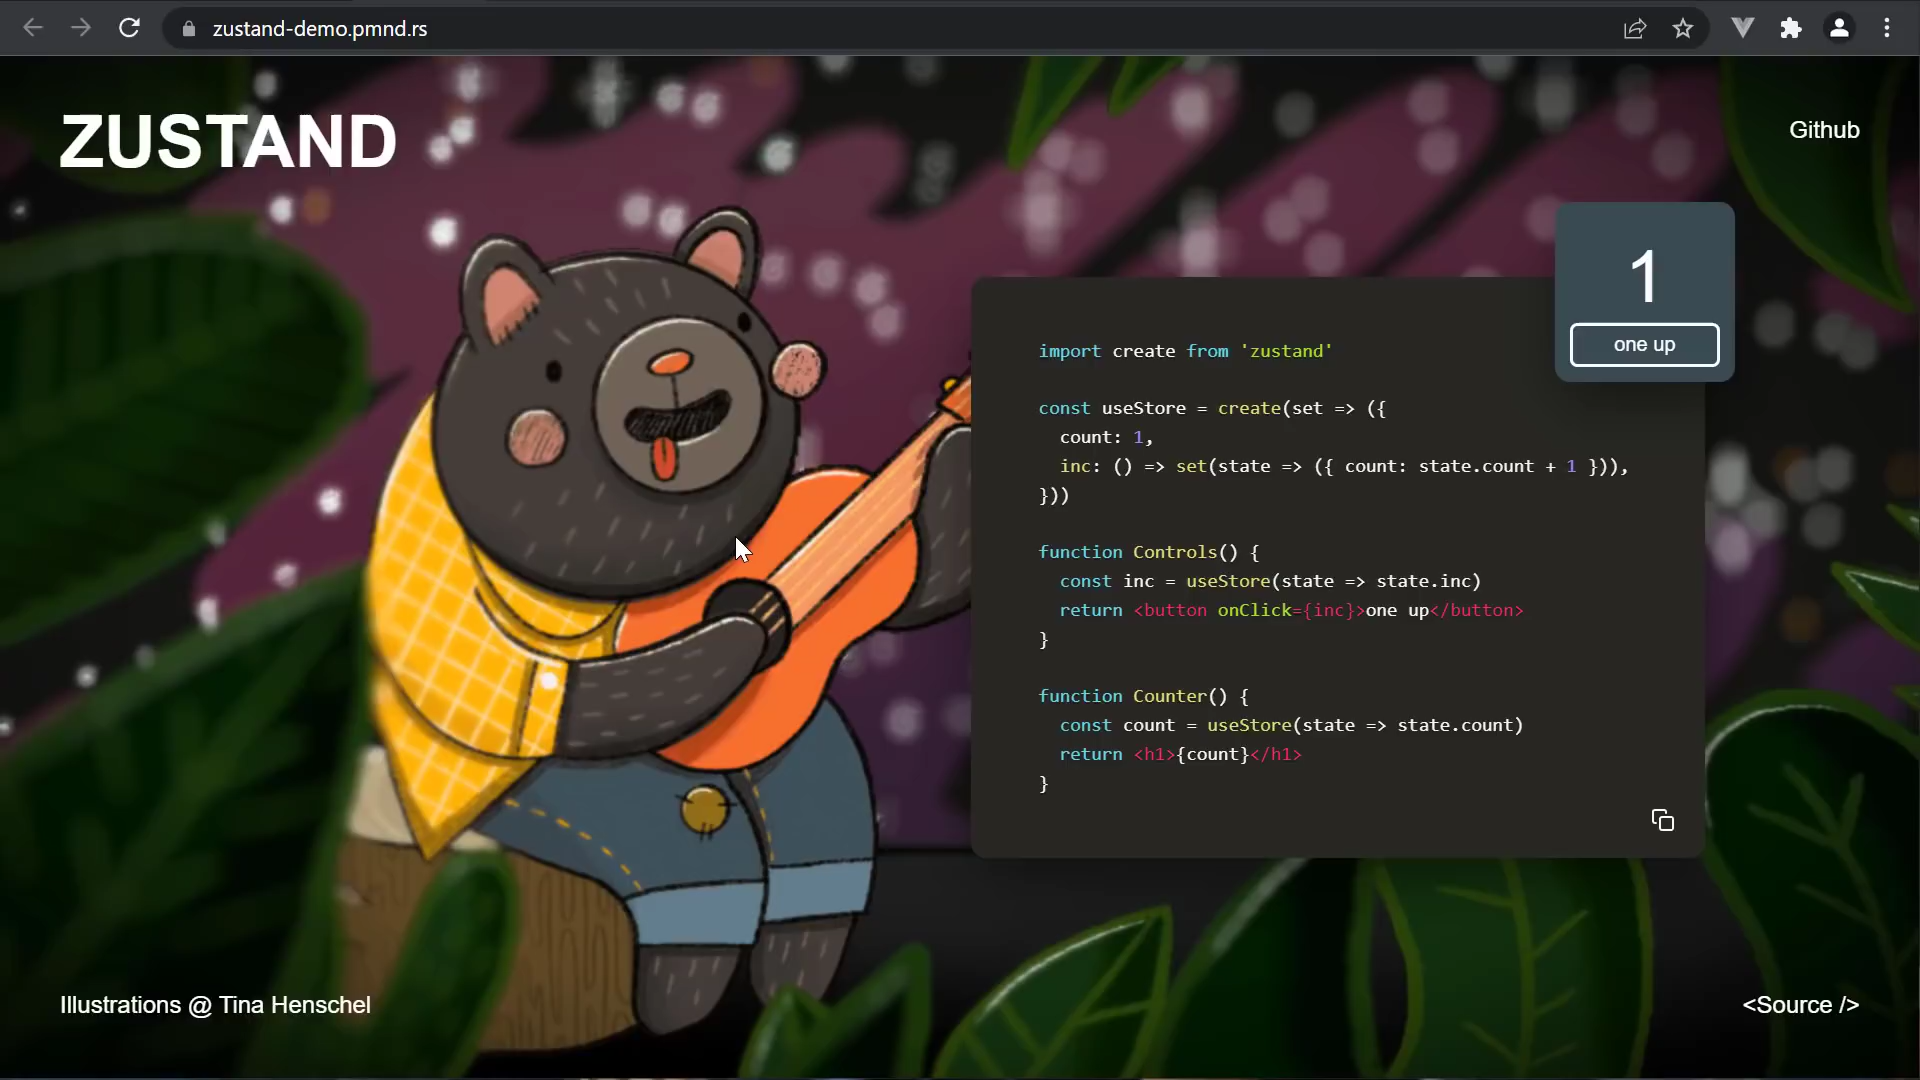 zustand-demo.pmnd.rs
ZUSTAND
Github
1
one up
import create from 'zustand'
const useStore = create(set => ({
  count: 1,
  inc: () => set(state => ({ count: state.count + 1 })),
}))
function Controls() {
  const inc = useStore(state => state.inc)
  return <button onClick={inc}>one up</button>
}
function Counter() {
  const count = useStore(state => state.count)
  return <h1>{count}</h1>
}
Illustrations @ Tina Henschel
<Source />